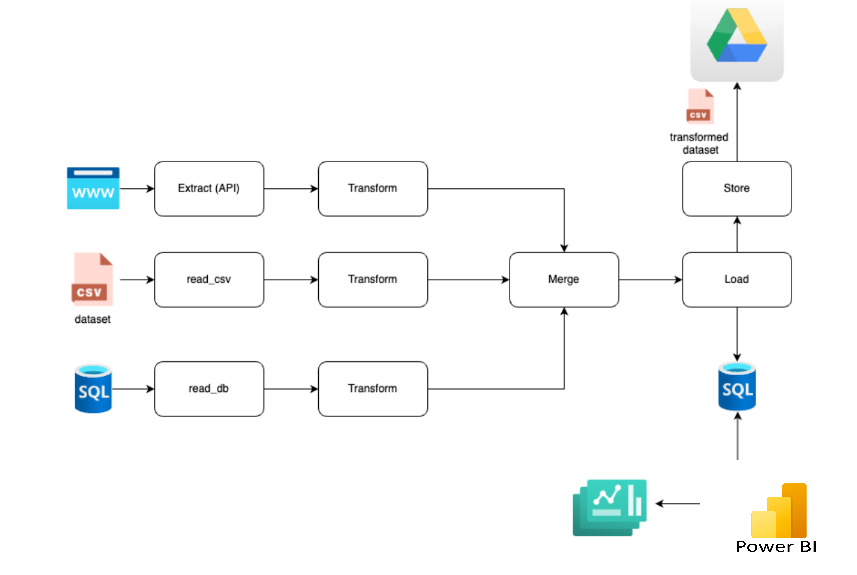 CSV
transformed
dataset
WWW
Extract (API)
Transform
Store
CSV
dataset
read_csv
Transform
Merge
Load
SQL
read_db
Transform
SQL
Power BI